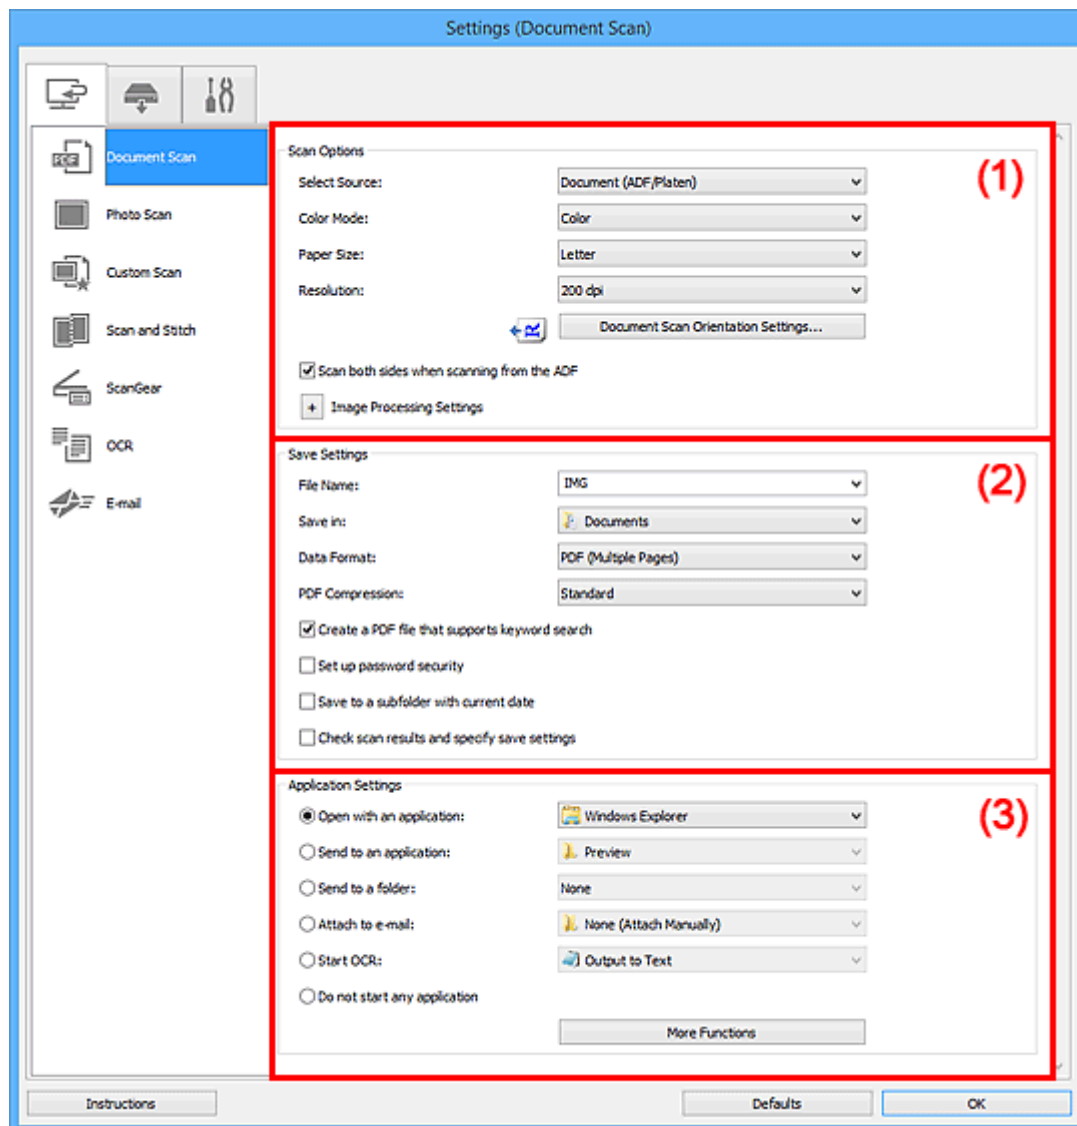 Settings (Document Scan)
PDF
Document Scan
Photo Scan
Custom Scan
Scan and Stitch
ScanGear
OCR
E-mail
Scan Options
(1)
Select Source: Document (ADF/Platen)
Color Mode: Color
Paper Size: Letter
Resolution: 200 dpi
R Document Scan Orientation Settings...
Scan both sides when scanning from the ADF
+ Image Processing Settings
Save Settings
(2)
File Name: IMG
Save in: Documents
Data Format: PDF (Multiple Pages)
PDF Compression: Standard
Create a PDF file that supports keyword search
Set up password security
Save to a subfolder with current date
Check scan results and specify save settings
Application Settings
(3)
Open with an application: Windows Explorer
Send to an application: Preview
Send to a folder: None
Attach to e-mail: None (Attach Manually)
Start OCR: Output to Text
Do not start any application
More Functions
Instructions Defaults OK